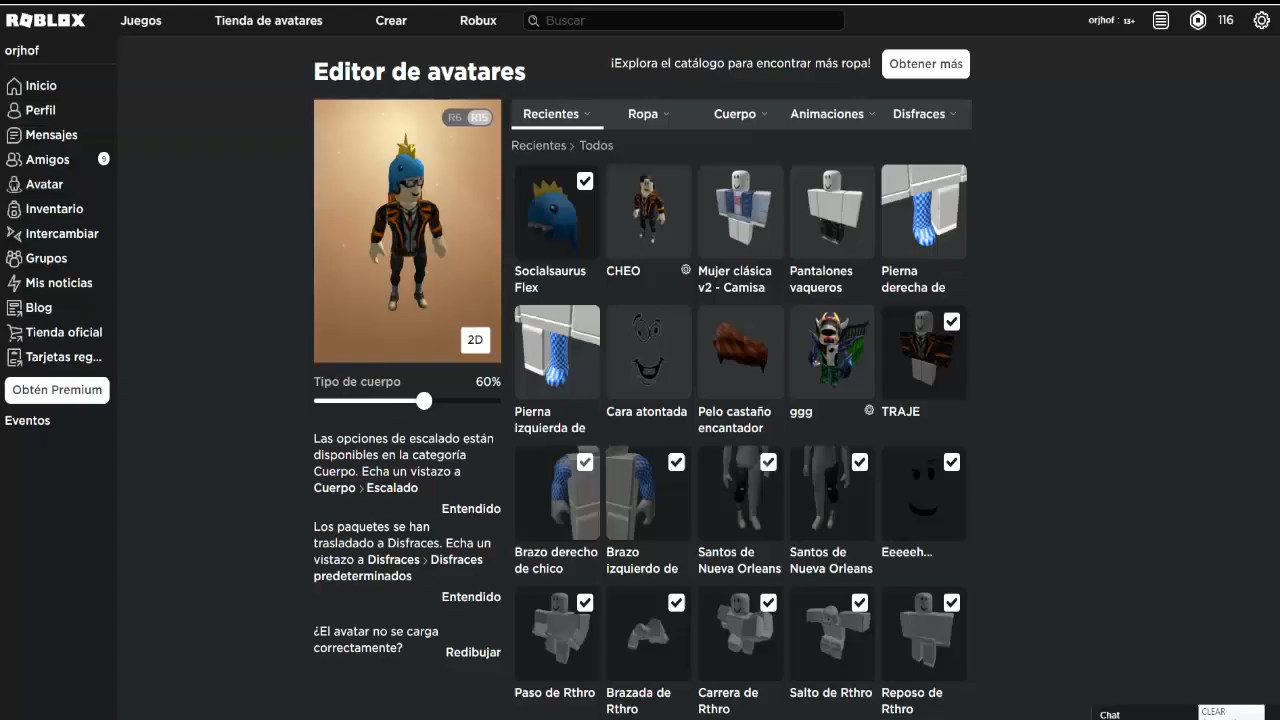 ROBLOX
Juegos
Tienda de avatares
Crear
Robux
Buscar
orjhof : 13+
116
orjhof
Inicio
Perfil
Mensajes
Amigos
9
Avatar
Inventario
Intercambiar
Grupos
Mis noticias
Blog
Tienda oficial
Tarjetas reg...
Obtén Premium
Eventos
Editor de avatares
¡Explora el catálogo para encontrar más ropa!
Obtener más
R6 R15
2D
Tipo de cuerpo
60%
Las opciones de escalado están
disponibles en la categoría
Cuerpo. Echa un vistazo a
Cuerpo > Escalado
Entendido
Los paquetes se han
trasladado a Disfraces. Echa un
vistazo a Disfraces > Disfraces
predeterminados
Entendido
¿El avatar no se carga
correctamente?
Redibujar
Recientes
Ropa
Cuerpo
Animaciones
Disfraces
Recientes > Todos
Socialsaurus
Flex
CHEO
Mujer clásica
v2 - Camisa
Pantalones
vaqueros
Pierna
derecha de
Pierna
izquierda de
Cara atontada
Pelo castaño
encantador
ggg
TRAJE
Brazo derecho
de chico
Brazo
izquierdo de
Santos de
Nueva Orleans
Santos de
Nueva Orleans
Eeeeeh...
Paso de Rthro
Brazada de
Rthro
Carrera de
Rthro
Salto de Rthro
Reposo de
Rthro
Chat
CLEAR